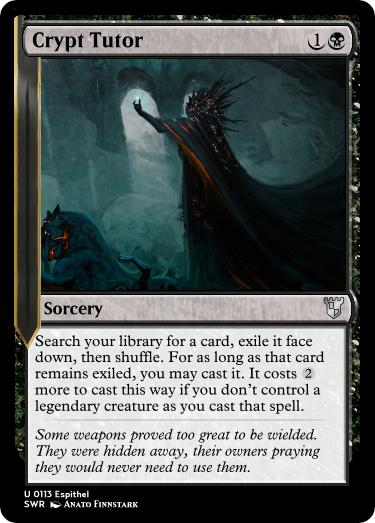 Crypt Tutor 1
Sorcery
Search your library for a card, exile it face
down, then shuffle. For as long as that card
remains exiled, you may cast it. It costs 2
more to cast this way if you don't control a
legendary creature as you cast that spell.
Some weapons proved too great to be wielded.
They were hidden away, their owners praying
they would never need to use them.
U 0113 Espithel
SWR Anato Finnstark